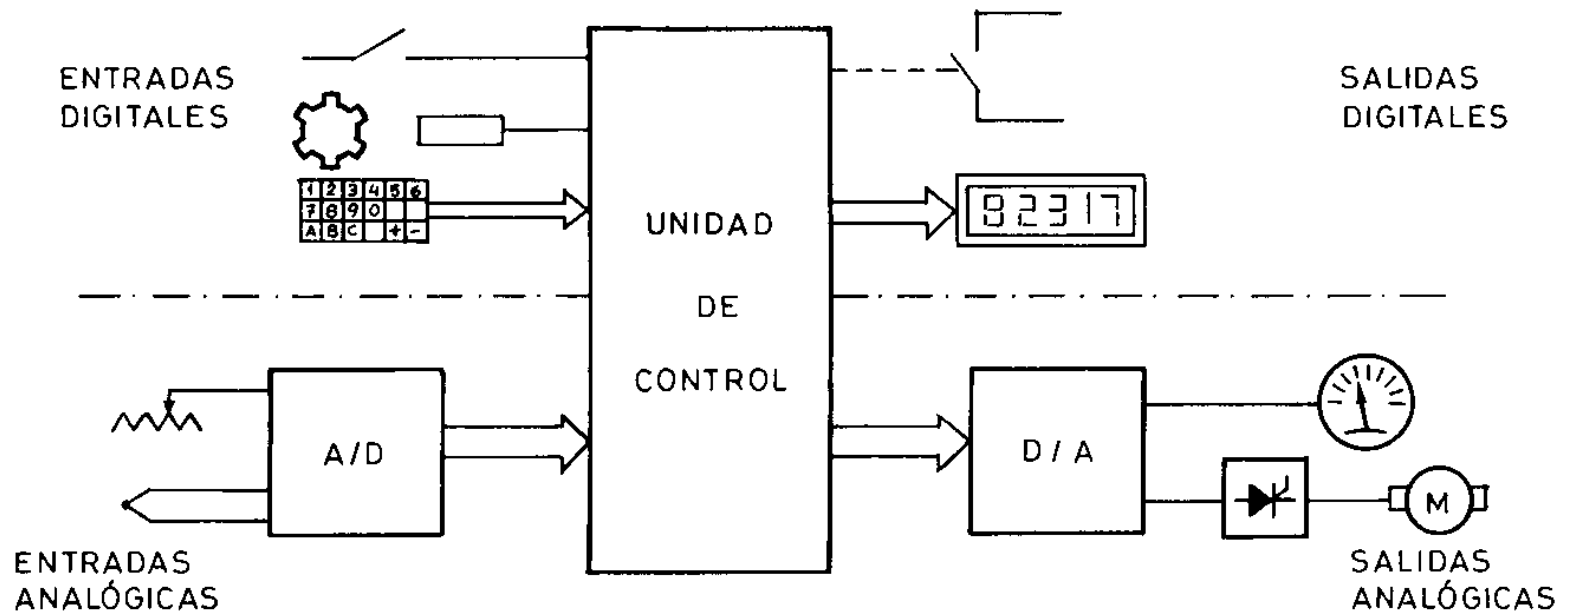 ENTRADAS
DIGITALES
SALIDAS
DIGITALES
1 2 3 4 5 6
7 8 9 0
A B C + -
82317
UNIDAD
DE
CONTROL
A/D
D/A
M
ENTRADAS
ANALÓGICAS
SALIDAS
ANALÓGICAS